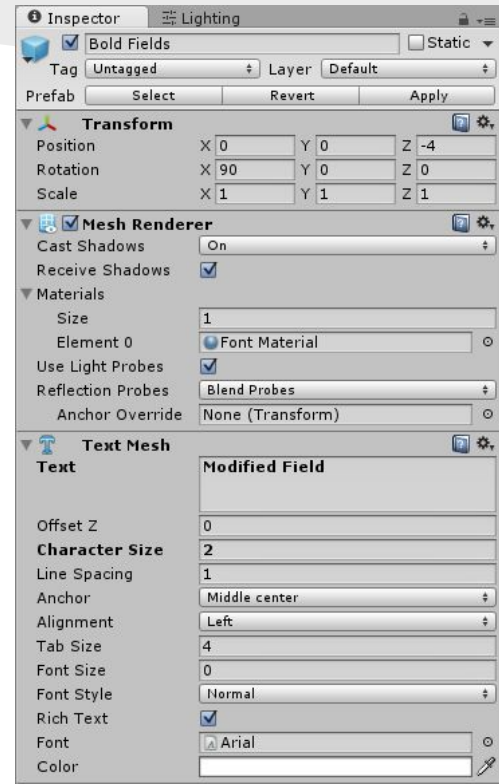 Inspector Lighting
Bold Fields Static
Tag Untagged Layer Default
Prefab Select Revert Apply
Transform
Position X 0 Y 0 Z -4
Rotation X 90 Y 0 Z 0
Scale X 1 Y 1 Z 1
Mesh Renderer
Cast Shadows On
Receive Shadows
Materials
Size 1
Element 0 Font Material
Use Light Probes
Reflection Probes Blend Probes
Anchor Override None (Transform)
Text Mesh
Text Modified Field
Offset Z 0
Character Size 2
Line Spacing 1
Anchor Middle center
Alignment Left
Tab Size 4
Font Size 0
Font Style Normal
Rich Text
Font Arial
Color